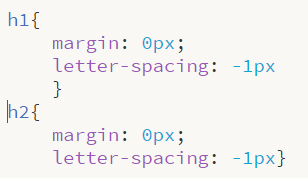 h1{
    margin: 0px;
    letter-spacing: -1px
    }
h2{
    margin: 0px;
    letter-spacing: -1px}